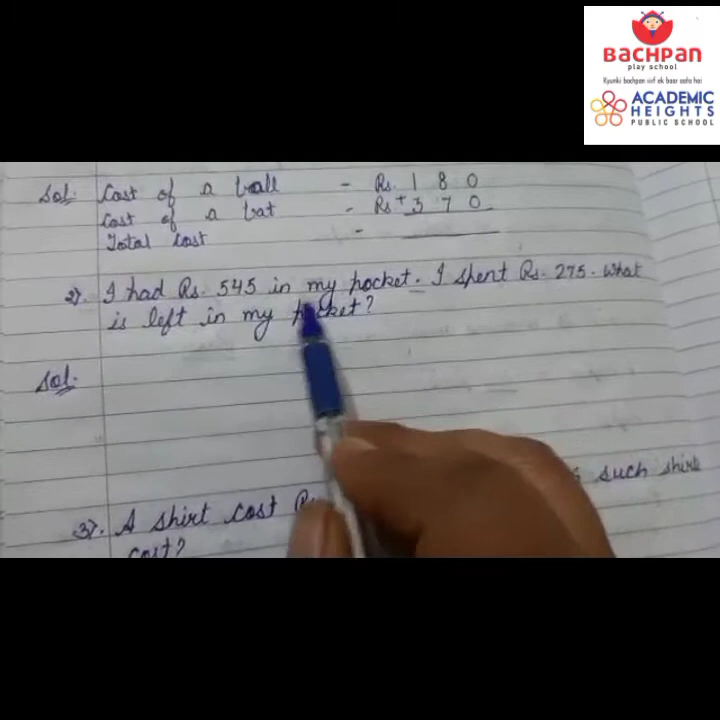 BACHPAN
play school
Kyunki bachpan sirf ek baar aata hai
ACADEMIC
HEIGHTS
PUBLIC SCHOOL
Sol. Cost of a ball - Rs. 1 8 0
Cost of a bat - Rs + 3 7 0
Total cost -
2). I had Rs. 545 in my pocket. I spent Rs. 275. What
is left in my pocket?
Sol.
3). A shirt cost such shirts
cost?